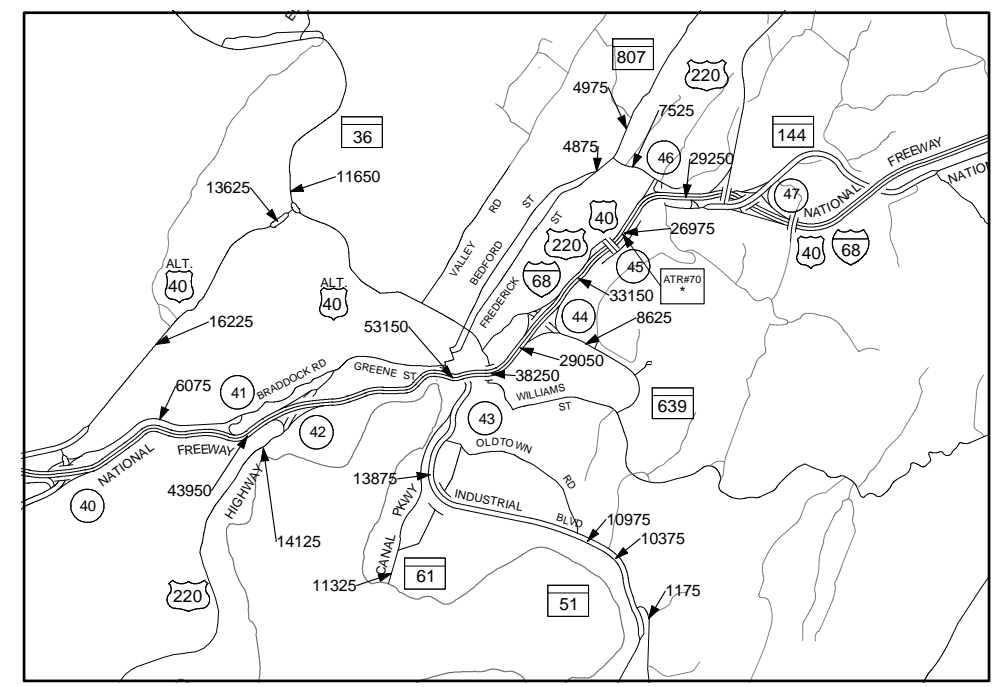 807
220
4975
7525
36
144
4875
46
29250
FREEWAY
13625
11650
47
NATIONAL
RD
ST
ST
40
26975
220
VALLEY
BEDFORD
40
68
ALT.
40
45
ATR#70
*
ALT.
40
68
FREDERICK
33150
44
8625
16225
53150
29050
GREENE ST
38250
6075
41
BRADDOCK RD
WILLIAMS
ST
639
42
43
FREEWAY
NATIONAL
OLDTOWN
RD
13875
43950
HIGHWAY
40
PKWY
INDUSTRIAL
BLVD
10975
10375
14125
CANAL
11325
61
220
51
1175